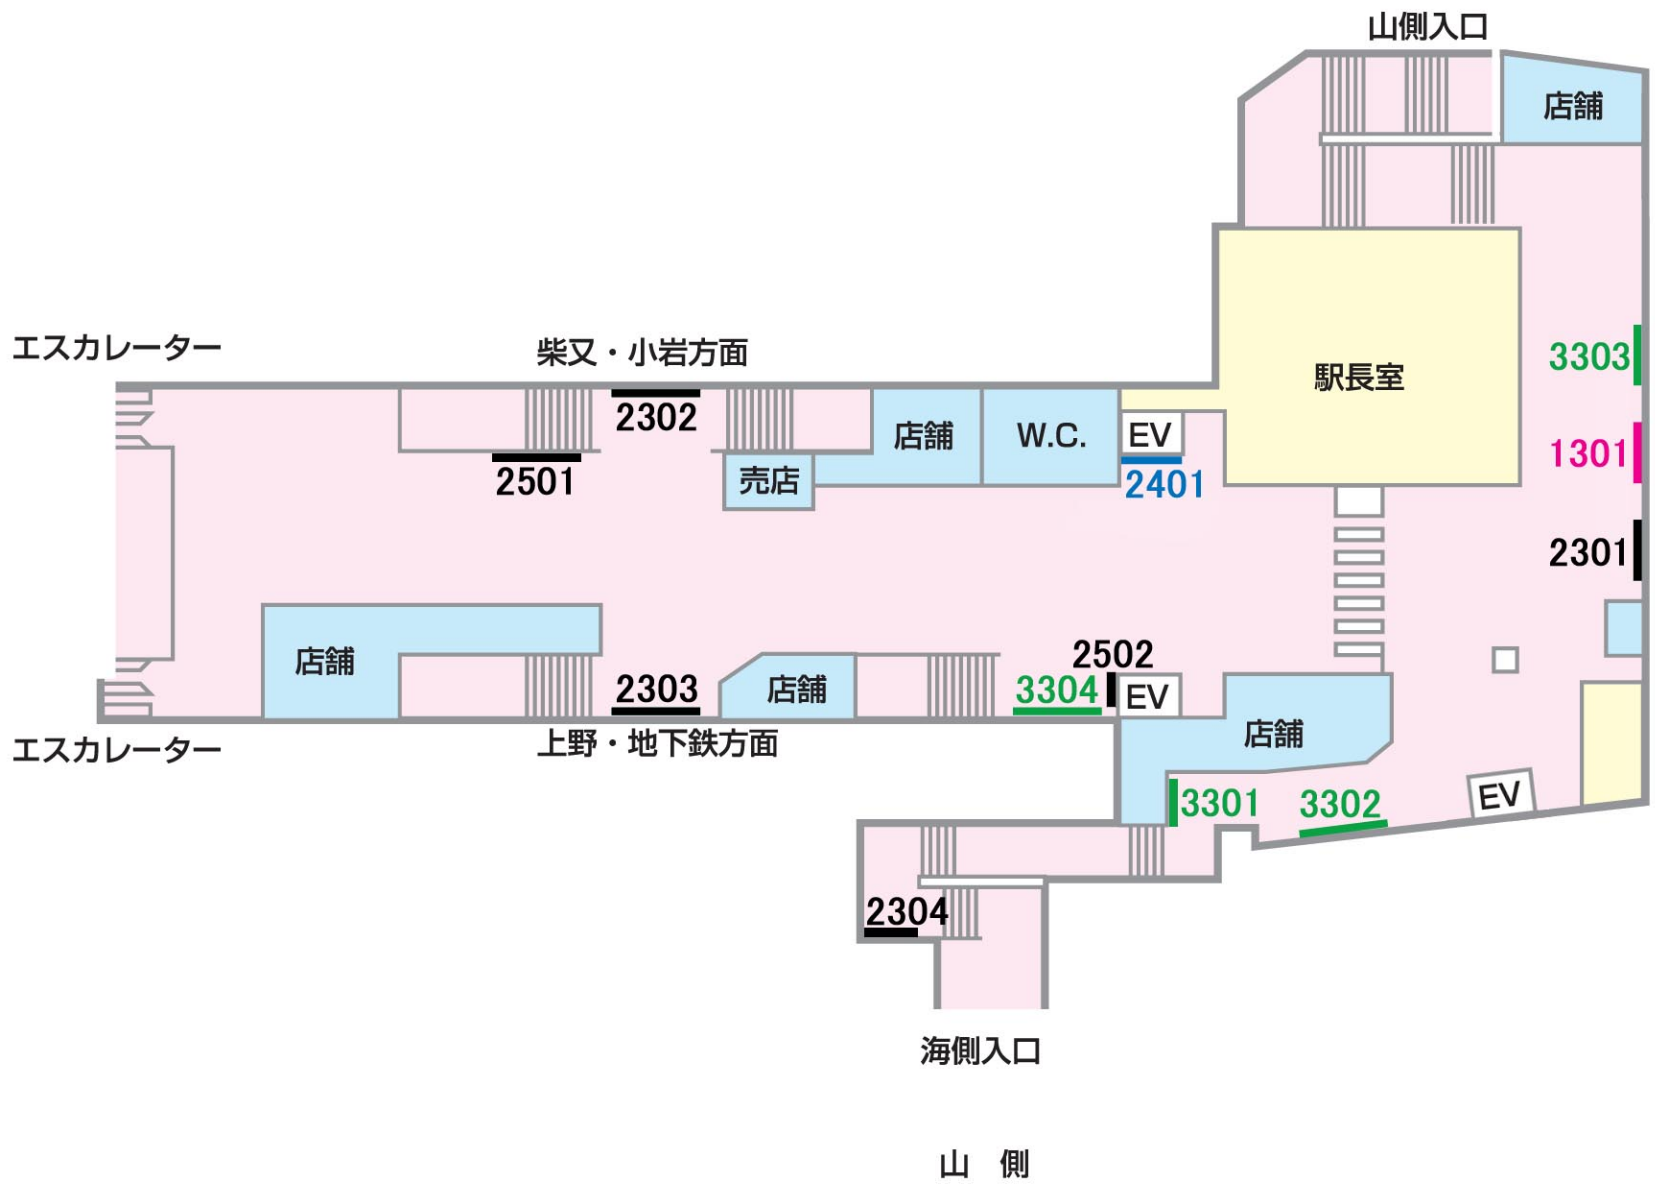 山側入口
店舗
エスカレーター
柴又・小岩方面
駅長室
3303
2302
店舗
W.C.
EV
1301
2501
売店
2401
2301
店舗
2303
店舗
3304
2502
EV
エスカレーター
上野・地下鉄方面
店舗
3301
3302
EV
2304
海側入口
山 側